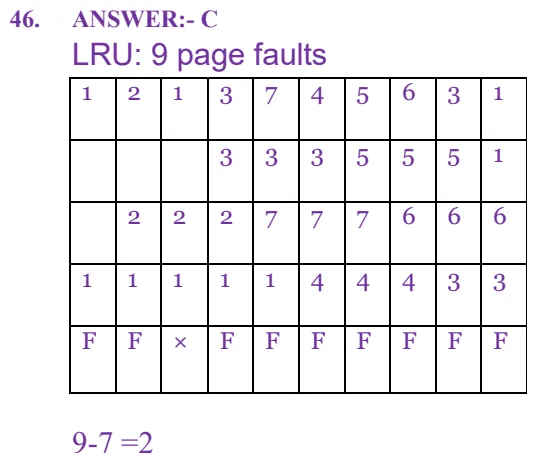 46. ANSWER:- C
LRU: 9 page faults
1 2 1 3 7 4 5 6 3 1
3 3 3 5 5 5 1
2 2 2 7 7 7 6 6 6
1 1 1 1 1 4 4 4 3 3
F F × F F F F F F F
9-7 =2